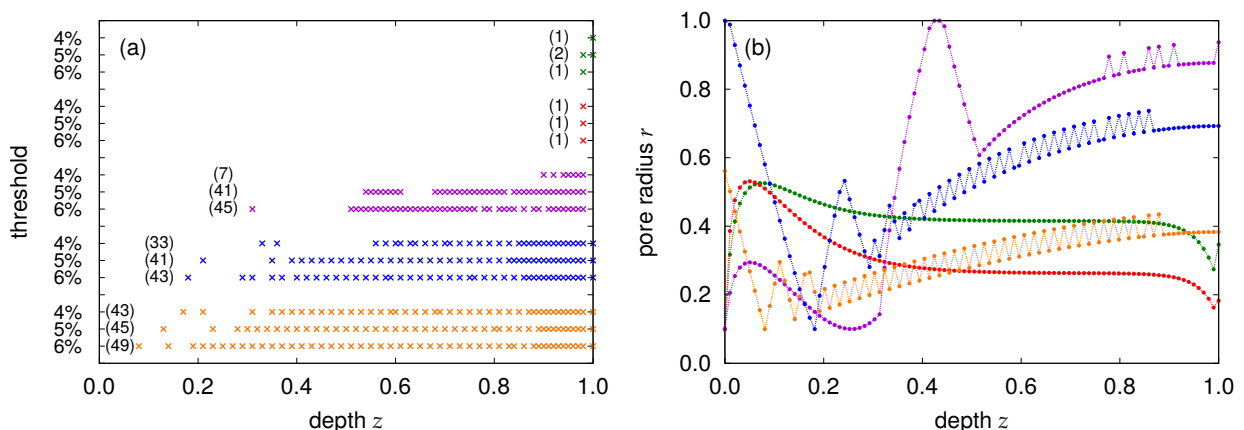 (a)
threshold
4% (1)
5% (2)
6% (1)
4% (1)
5% (1)
6% (1)
4% (7)
5% (41)
6% (45)
4% (33)
5% (41)
6% (43)
4% (43)
5% (45)
6% (49)
0.0 0.2 0.4 0.6 0.8 1.0
depth z
(b)
pore radius r
1.0
0.8
0.6
0.4
0.2
0.0
0.0 0.2 0.4 0.6 0.8 1.0
depth z